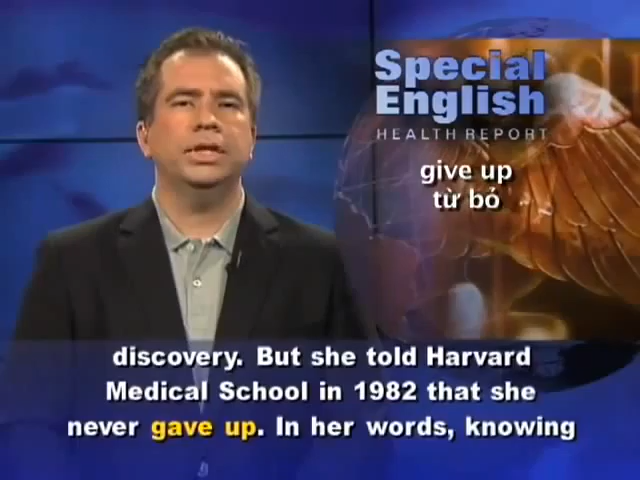 Special
English
HEALTH REPORT
give up
từ bỏ
discovery. But she told Harvard
Medical School in 1982 that she
never gave up. In her words, knowing